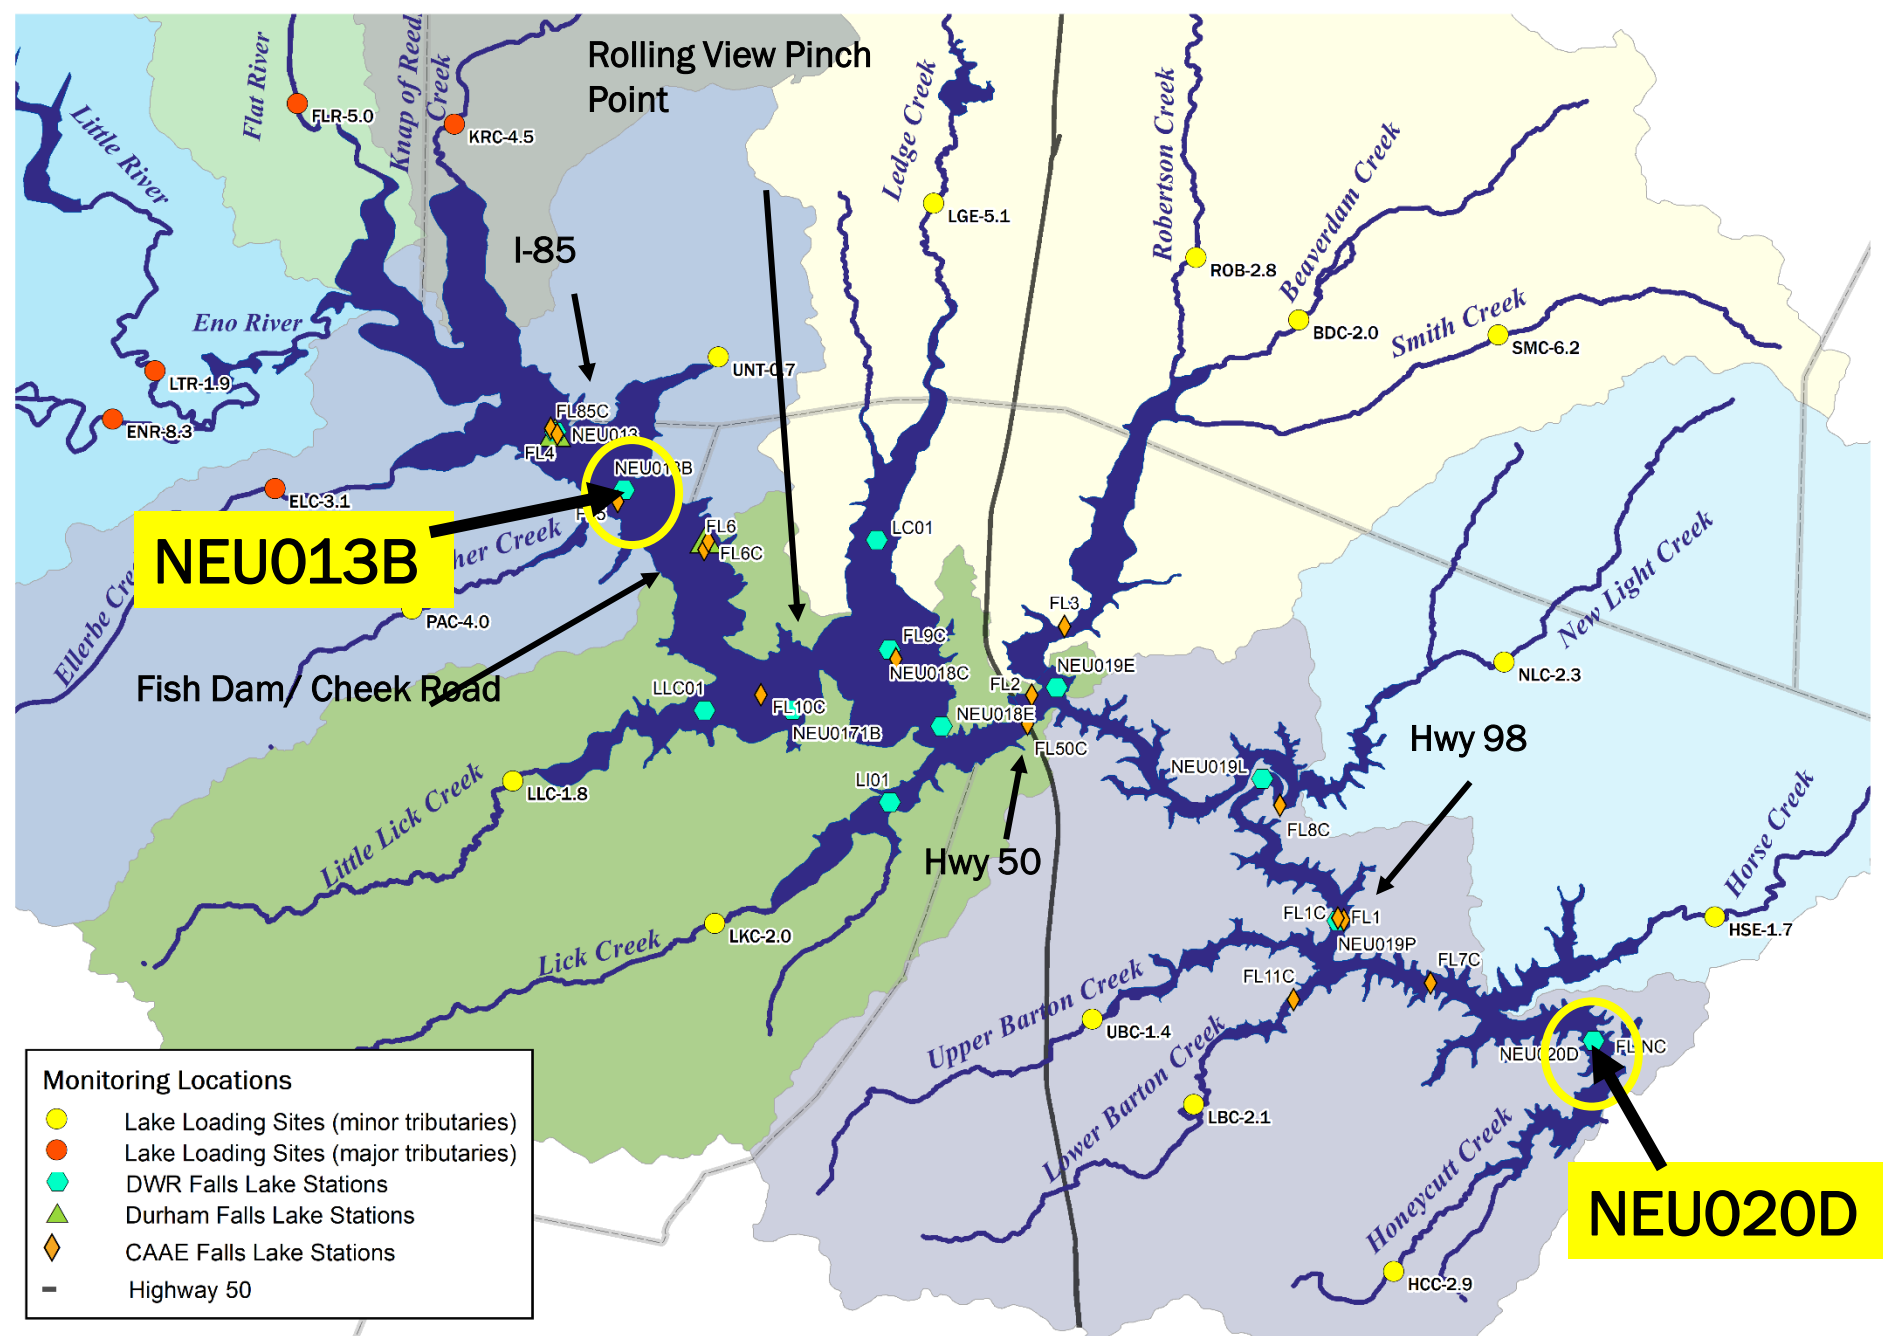 Rolling View Pinch
Point
Flat River
Knap of Reeds
Creek
Little River
Ledge Creek
Robertson Creek
Beaverdam Creek
FLR-5.0
KRC-4.5
LGE-5.1
I-85
ROB-2.8
Smith Creek
Eno River
BDC-2.0
SMC-6.2
LTR-1.9
UNT-0.7
ENR-8.3
FL85C
NEU013
FL4
NEU013B
ELC-3.1
FL5
LC01
FL6
FL6C
NEU013B
New Light Creek
PAC-4.0
FL3
FL9C
NEU018C
NEU019E
NLC-2.3
Fish Dam/ Cheek Road
LLC01
FL10C
NEU0171B
FL2
NEU018E
FL50C
Hwy 98
NEU019L
LLC-1.8
LI01
FL8C
Little Lick Creek
Hwy 50
Horse Creek
FL1C
FL1
NEU019P
HSE-1.7
LKC-2.0
Lick Creek
FL7C
FL11C
Upper Barton Creek
UBC-1.4
NEU020D
Lower Barton Creek
LBC-2.1
Honeycutt Creek
NEU020D
HCC-2.9
Monitoring Locations
Lake Loading Sites (minor tributaries)
Lake Loading Sites (major tributaries)
DWR Falls Lake Stations
Durham Falls Lake Stations
CAAE Falls Lake Stations
Highway 50